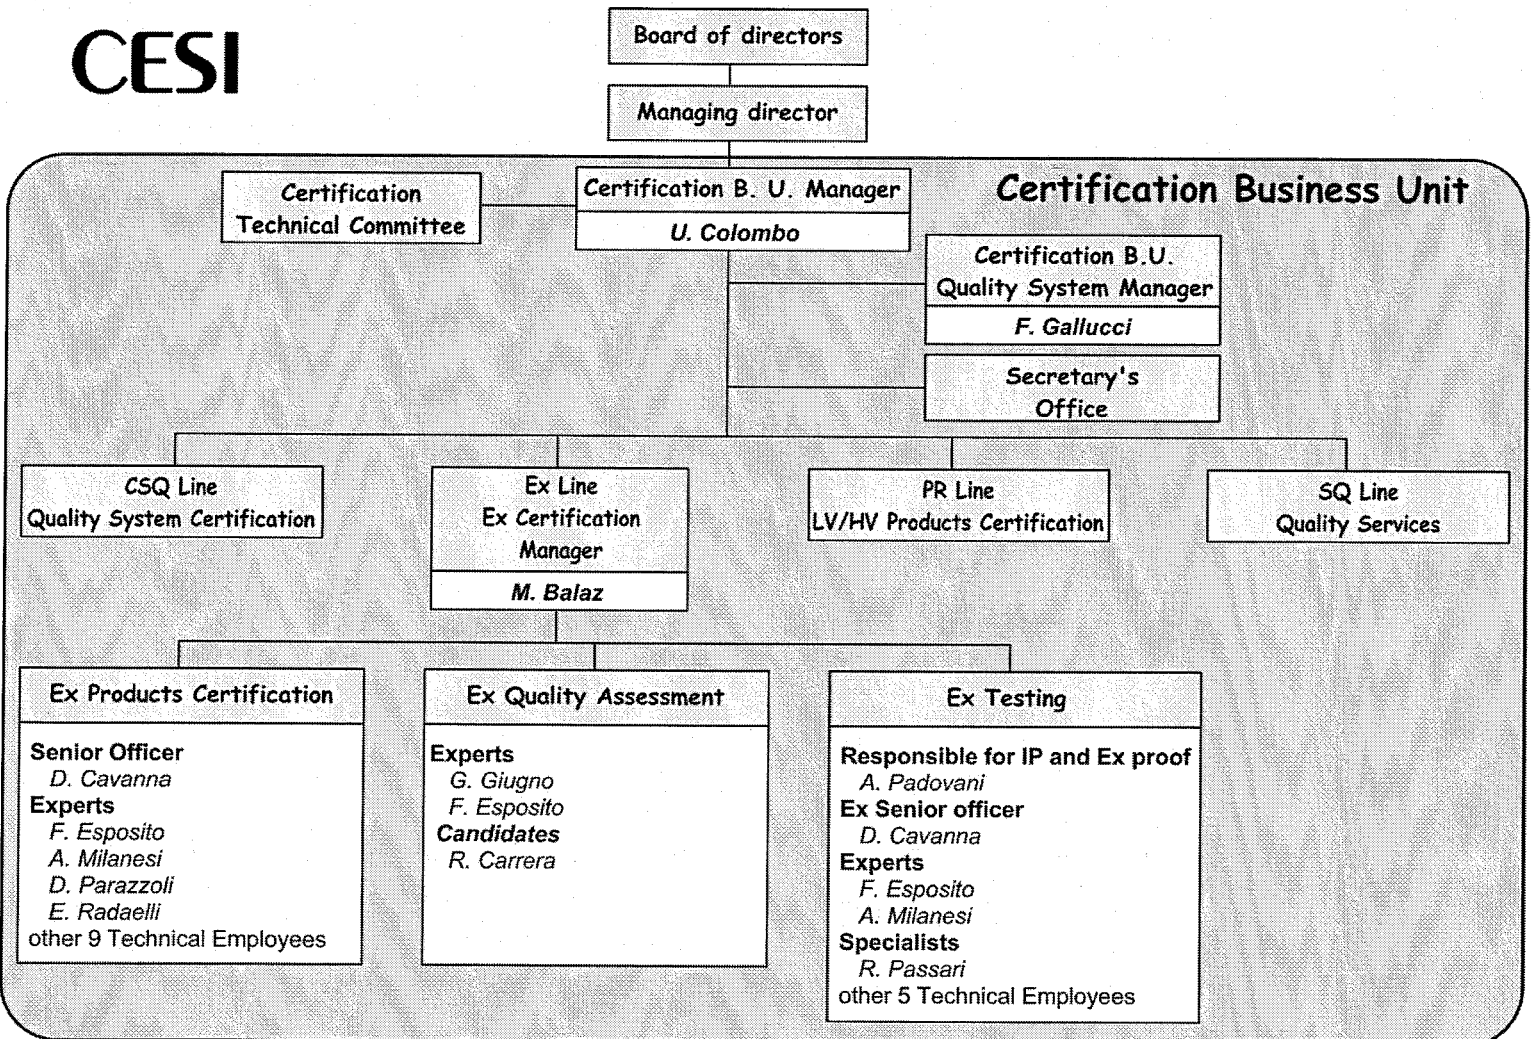 CESI
Board of directors
Managing director
Certification Business Unit
Certification
Technical Committee
Certification B. U. Manager
U. Colombo
Certification B.U.
Quality System Manager
F. Gallucci
Secretary's
Office
CSQ Line
Quality System Certification
Ex Line
Ex Certification
Manager
M. Balaz
PR Line
LV/HV Products Certification
SQ Line
Quality Services
Ex Products Certification
Senior Officer
D. Cavanna
Experts
F. Esposito
A. Milanesi
D. Parazzoli
E. Radaelli
other 9 Technical Employees
Ex Quality Assessment
Experts
G. Giugno
F. Esposito
Candidates
R. Carrera
Ex Testing
Responsible for IP and Ex proof
A. Padovani
Ex Senior officer
D. Cavanna
Experts
F. Esposito
A. Milanesi
Specialists
R. Passari
other 5 Technical Employees